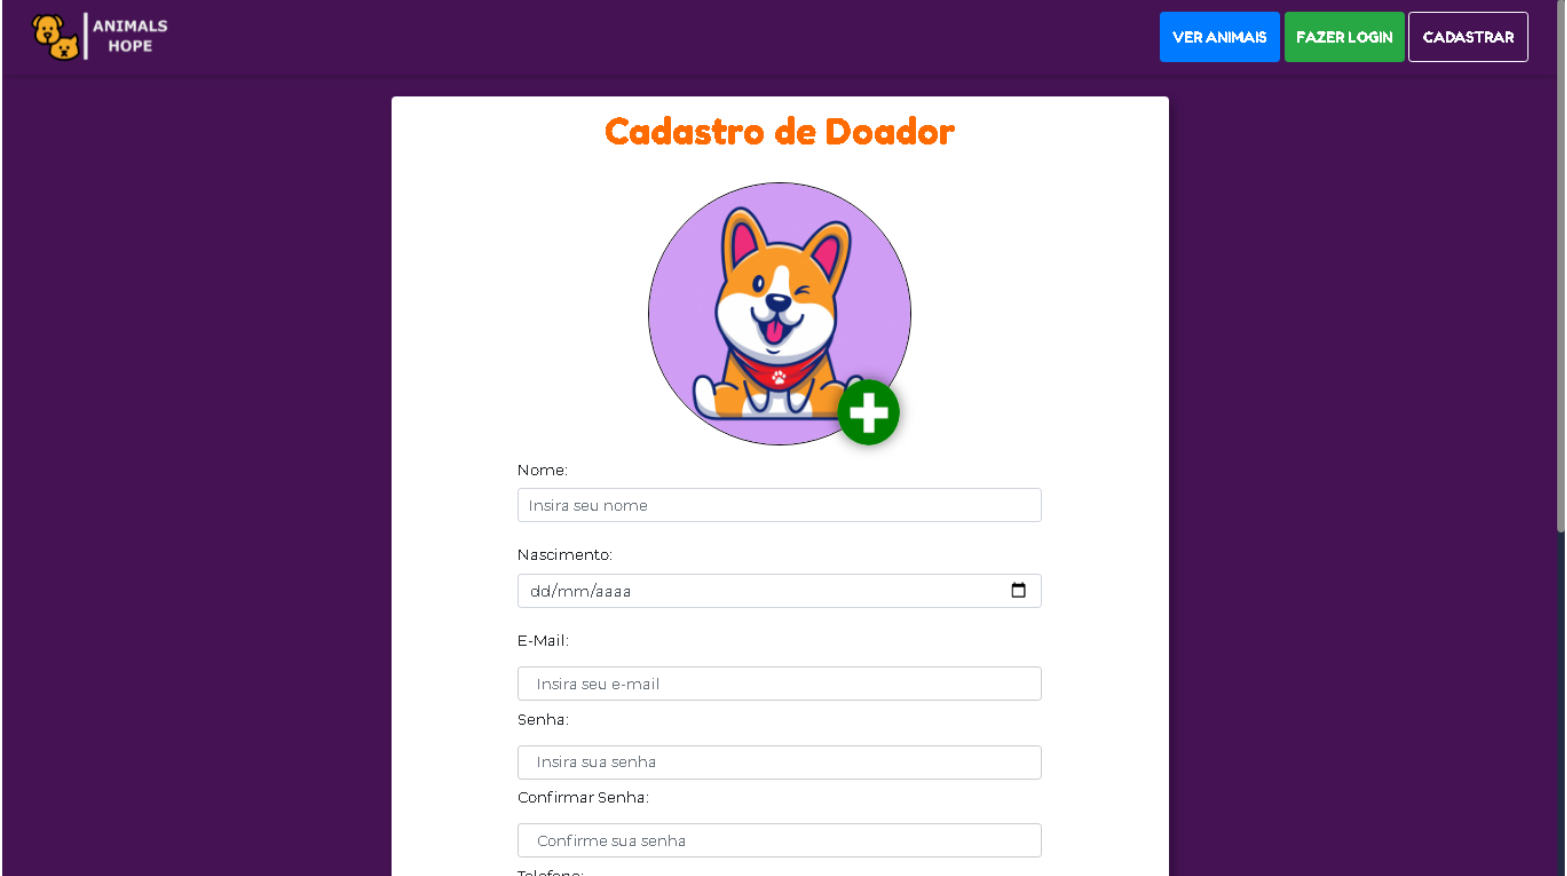 ANIMALS
HOPE
VER ANIMAIS
FAZER LOGIN
CADASTRAR
Cadastro de Doador
Nome:
Insira seu nome
Nascimento:
dd/mm/aaaa
E-Mail:
Insira seu e-mail
Senha:
Insira sua senha
Confirmar Senha:
Confirme sua senha
Telefone: